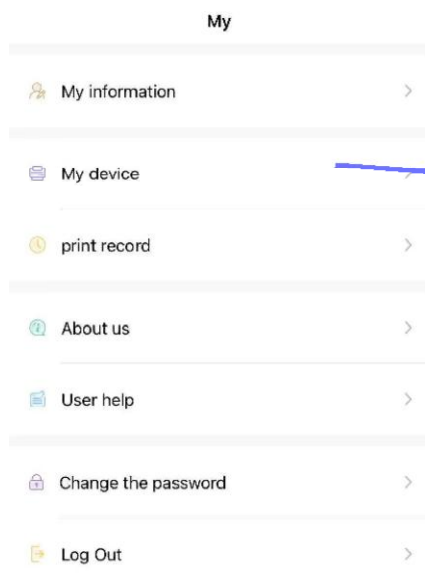 My
My information
My device
print record
About us
User help
Change the password
Log Out